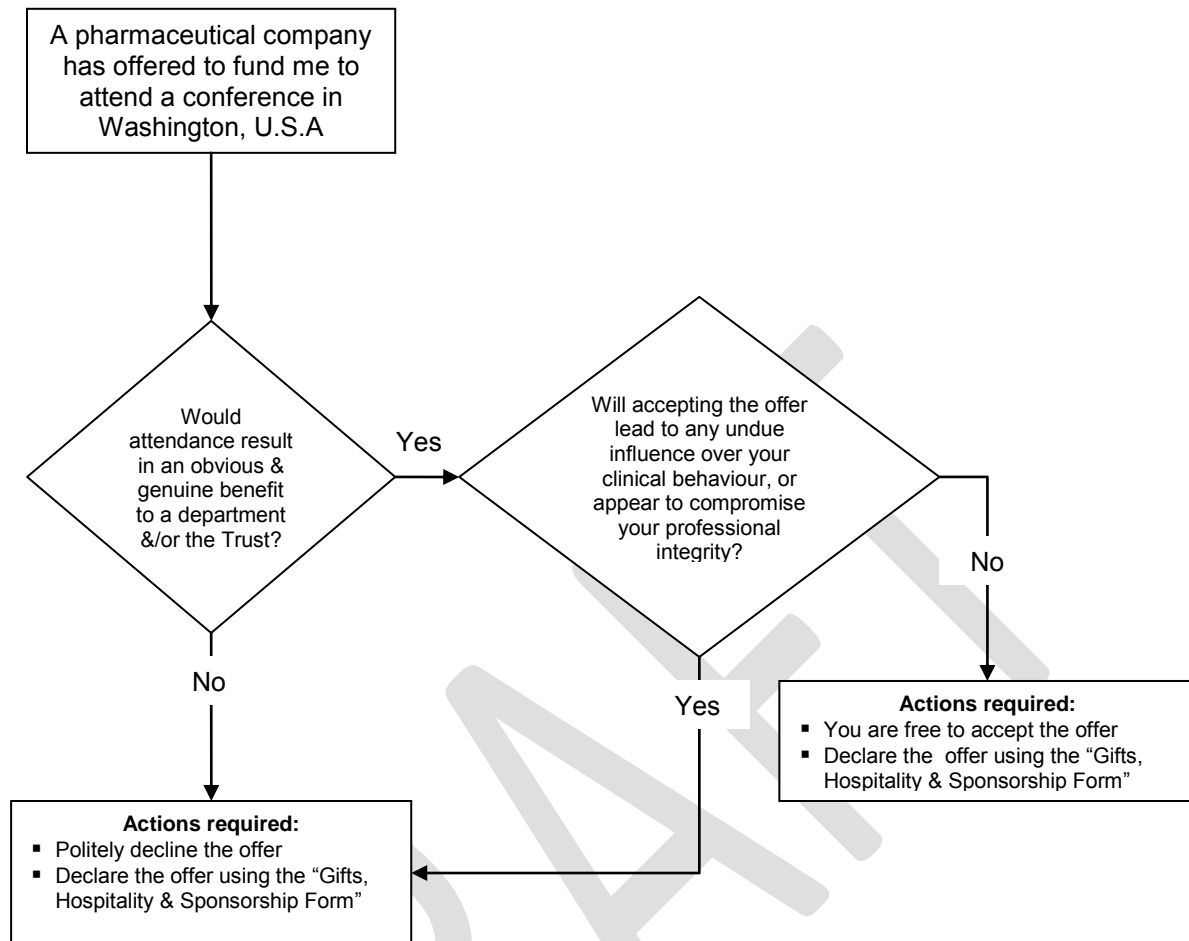 A pharmaceutical company
has offered to fund me to
attend a conference in
Washington, U.S.A
Would
attendance result
in an obvious &
genuine benefit
to a department
&/or the Trust?
Yes
Will accepting the offer
lead to any undue
influence over your
clinical behaviour, or
appear to compromise
your professional
integrity?
No
No
Yes
Actions required:
▪ You are free to accept the offer
▪ Declare the offer using the “Gifts,
Hospitality & Sponsorship Form”
Actions required:
▪ Politely decline the offer
▪ Declare the offer using the “Gifts,
Hospitality & Sponsorship Form”
DRAFT